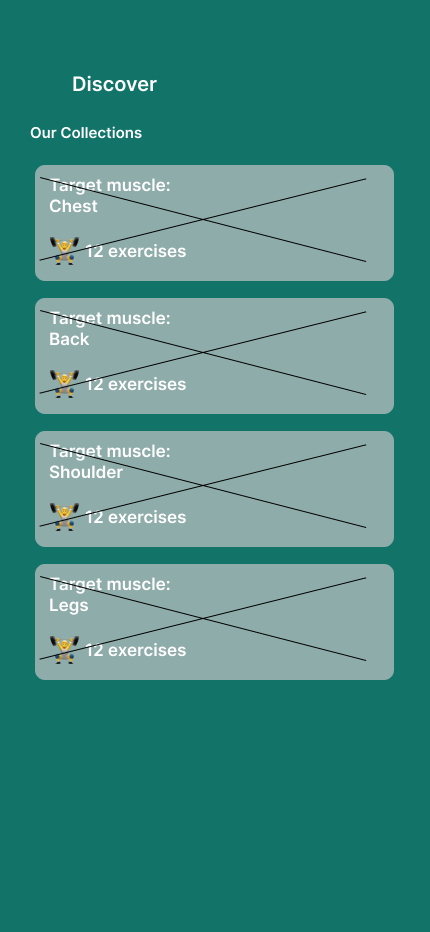 Discover
Our Collections
Target muscle:
Chest
12 exercises
Target muscle:
Back
12 exercises
Target muscle:
Shoulder
12 exercises
Target muscle:
Legs
12 exercises